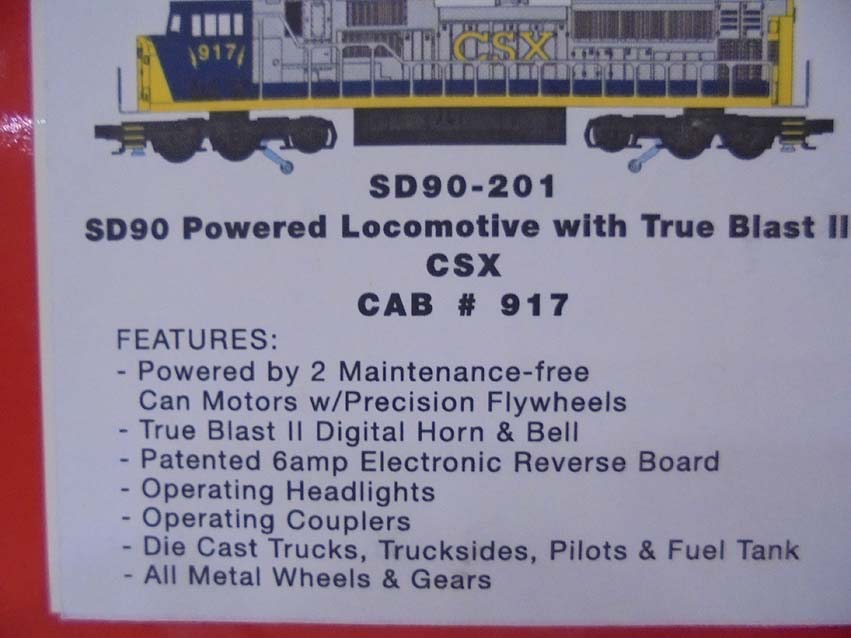 917
CSX
SD90-201
SD90 Powered Locomotive with True Blast II
CSX
CAB # 917
FEATURES:
- Powered by 2 Maintenance-free
Can Motors w/Precision Flywheels
- True Blast II Digital Horn & Bell
- Patented 6amp Electronic Reverse Board
- Operating Headlights
- Operating Couplers
- Die Cast Trucks, Trucksides, Pilots & Fuel Tank
- All Metal Wheels & Gears